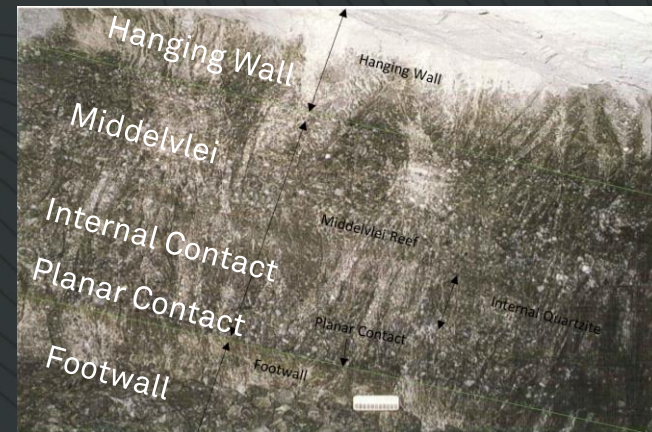 Hanging Wall
Hanging Wall
Middelvlei
Middelvlei Reef
Internal Contact
Internal Quartzite
Planar Contact
Planar Contact
Footwall
Footwall